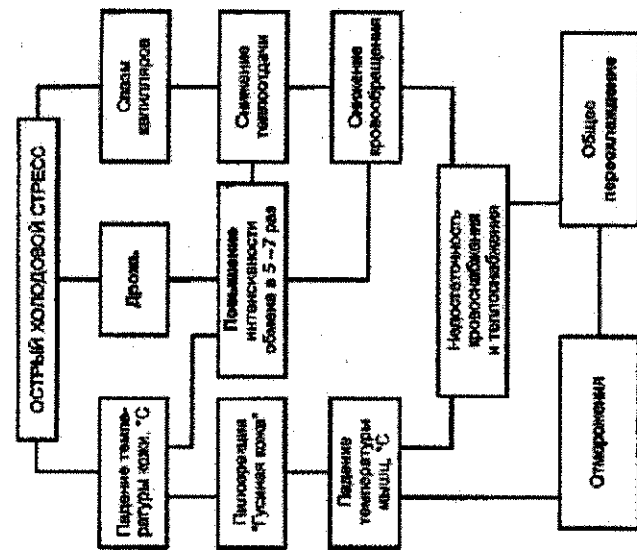 ОСТРЫЙ ХОЛОДОВОЙ СТРЕСС
Падение темпе-
ратуры кожи, °С
Дрожь
Спазм
капилляров
Пилоэрекция
"Гусиная кожа"
Повышение
интенсивности
обмена в 5–7 раз
Снижение
теплоотдачи
Падение
температуры
мышц, °С
Снижение
кровообращения
Недостаточность
кровоснабжения
и теплоснабжения
Отморожения
Общее
переохлаждение